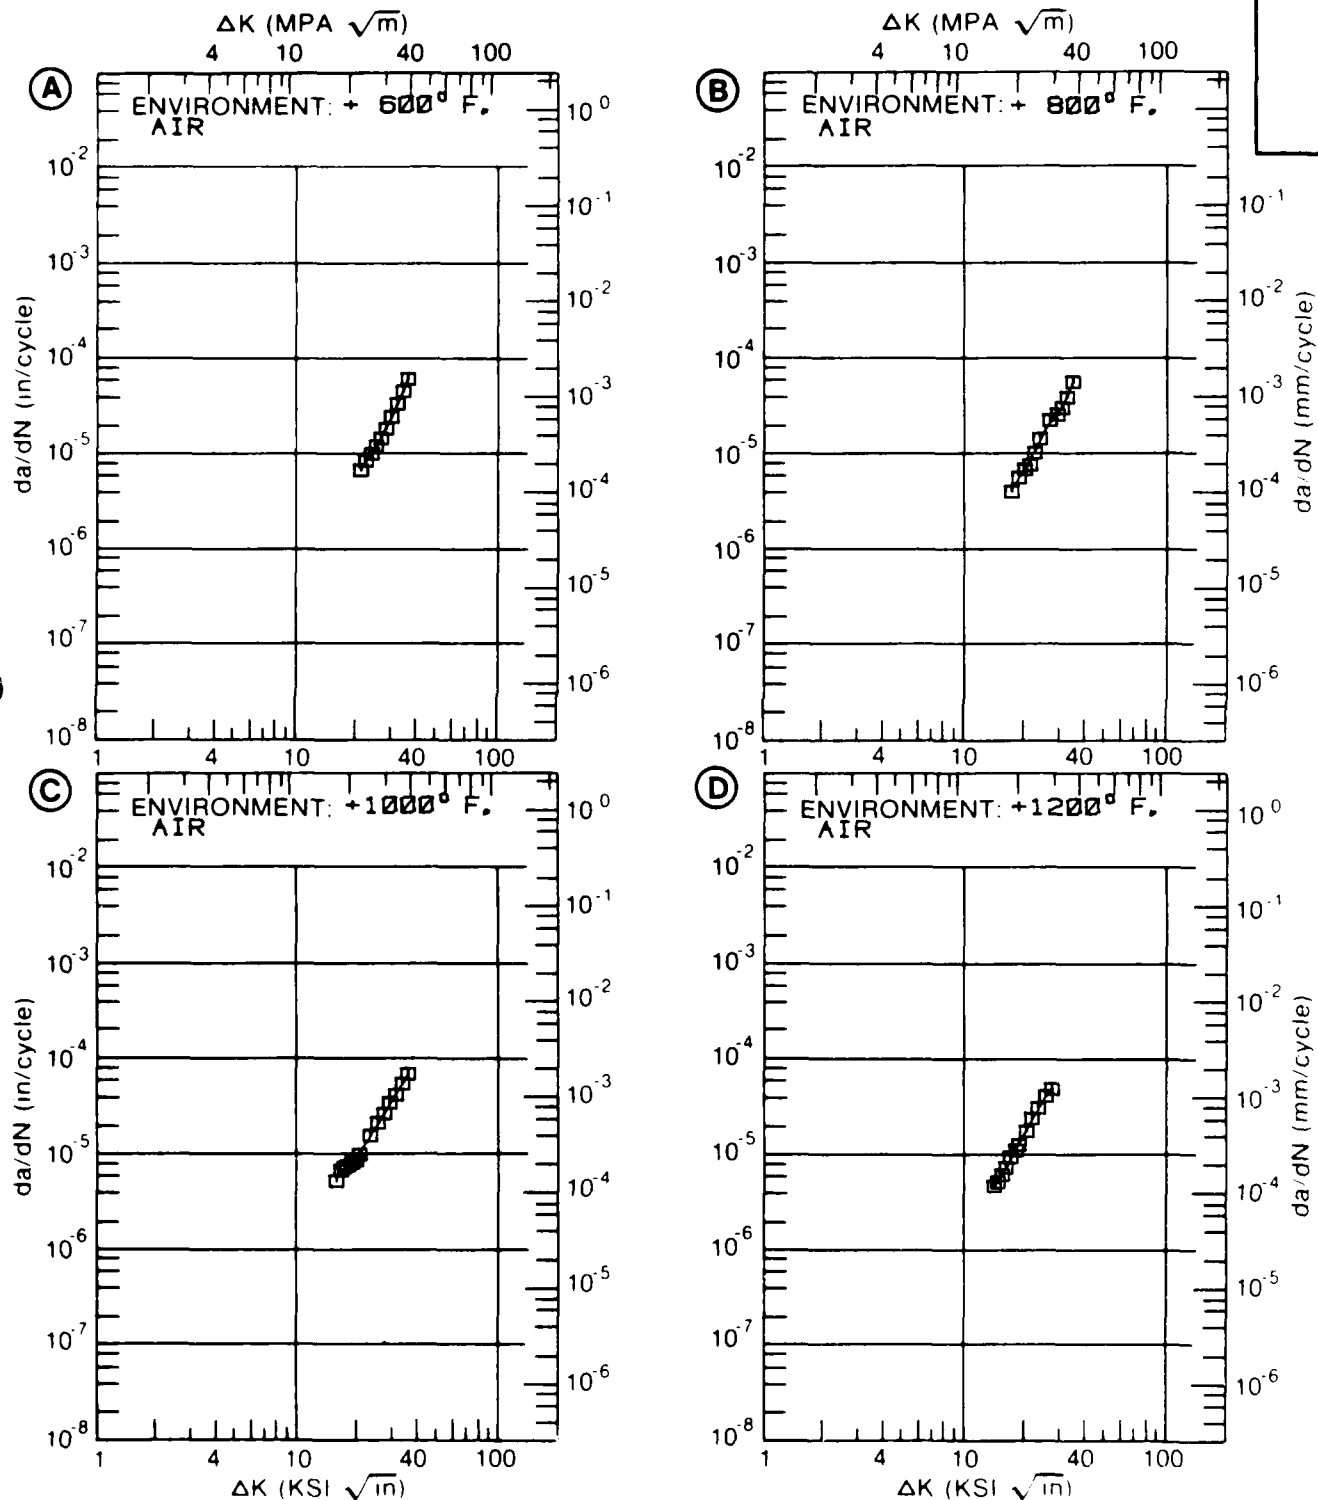 ΔK (MPA √m) ΔK (MPA √m)
4 10 40 100 4 10 40 100
A B
ENVIRONMENT: + 600° F. ENVIRONMENT: + 800° F.
AIR AIR
10⁰
10⁻² 10⁻²
10⁻¹ 10⁻¹
10⁻³ 10⁻³
10⁻² 10⁻²
da/dN (in/cycle) da/dN (mm/cycle)
10⁻⁴ 10⁻⁴
10⁻³ 10⁻³
10⁻⁵ 10⁻⁵
10⁻⁴ 10⁻⁴
10⁻⁶ 10⁻⁶
10⁻⁵ 10⁻⁵
10⁻⁷ 10⁻⁷
10⁻⁶ 10⁻⁶
10⁻⁸ 10⁻⁸
1 4 10 40 100 1 4 10 40 100
C D
ENVIRONMENT: +1000° F. ENVIRONMENT: +1200° F.
AIR AIR
10⁰ 10⁰
10⁻² 10⁻²
10⁻¹ 10⁻¹
10⁻³ 10⁻³
10⁻² 10⁻²
da/dN (in/cycle) da/dN (mm/cycle)
10⁻⁴ 10⁻⁴
10⁻³ 10⁻³
10⁻⁵ 10⁻⁵
10⁻⁴ 10⁻⁴
10⁻⁶ 10⁻⁶
10⁻⁵ 10⁻⁵
10⁻⁷ 10⁻⁷
10⁻⁶ 10⁻⁶
10⁻⁸ 10⁻⁸
1 4 10 40 100 1 4 10 40 100
ΔK (KSI √in) ΔK (KSI √in)